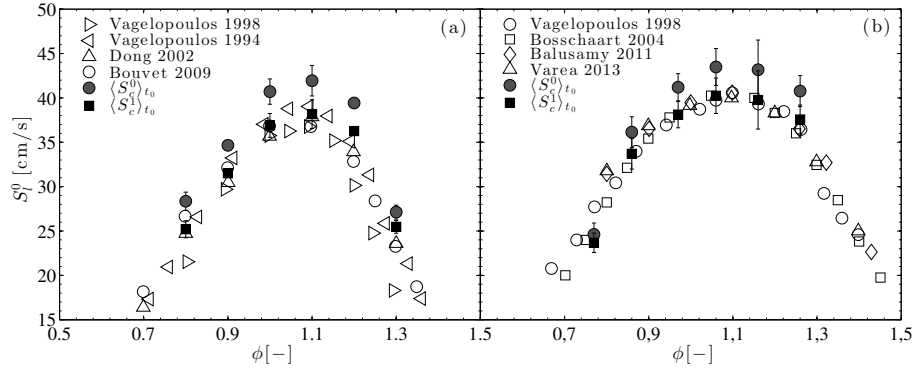 50
45
40
35
30
25
20
15
S_l^0 [cm/s]
Vagelopoulos 1998
Vagelopoulos 1994
Dong 2002
Bouvet 2009
⟨S_c^0⟩_{t_0}
⟨S_c^1⟩_{t_0}
(a)
0.5
0.7
0.9
1.1
1.3
1.5
ϕ[−]
Vagelopoulos 1998
Bosschaart 2004
Balusamy 2011
Varea 2013
⟨S_c^0⟩_{t_0}
⟨S_c^1⟩_{t_0}
(b)
0,7
0,9
1,1
1,3
1,5
ϕ[−]